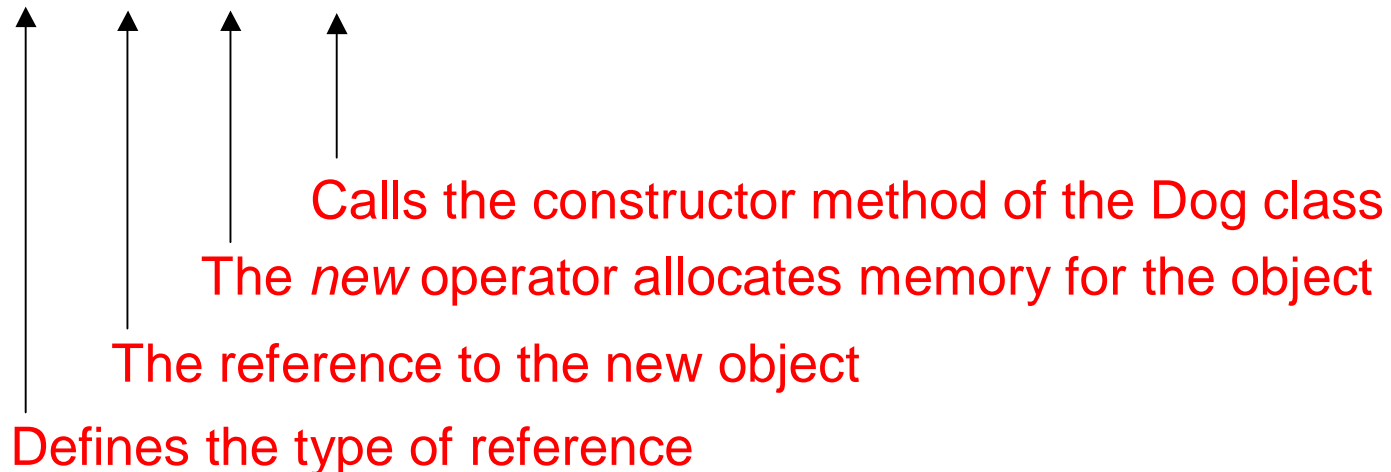 Calls the constructor method of the Dog class
The new operator allocates memory for the object
The reference to the new object
Defines the type of reference